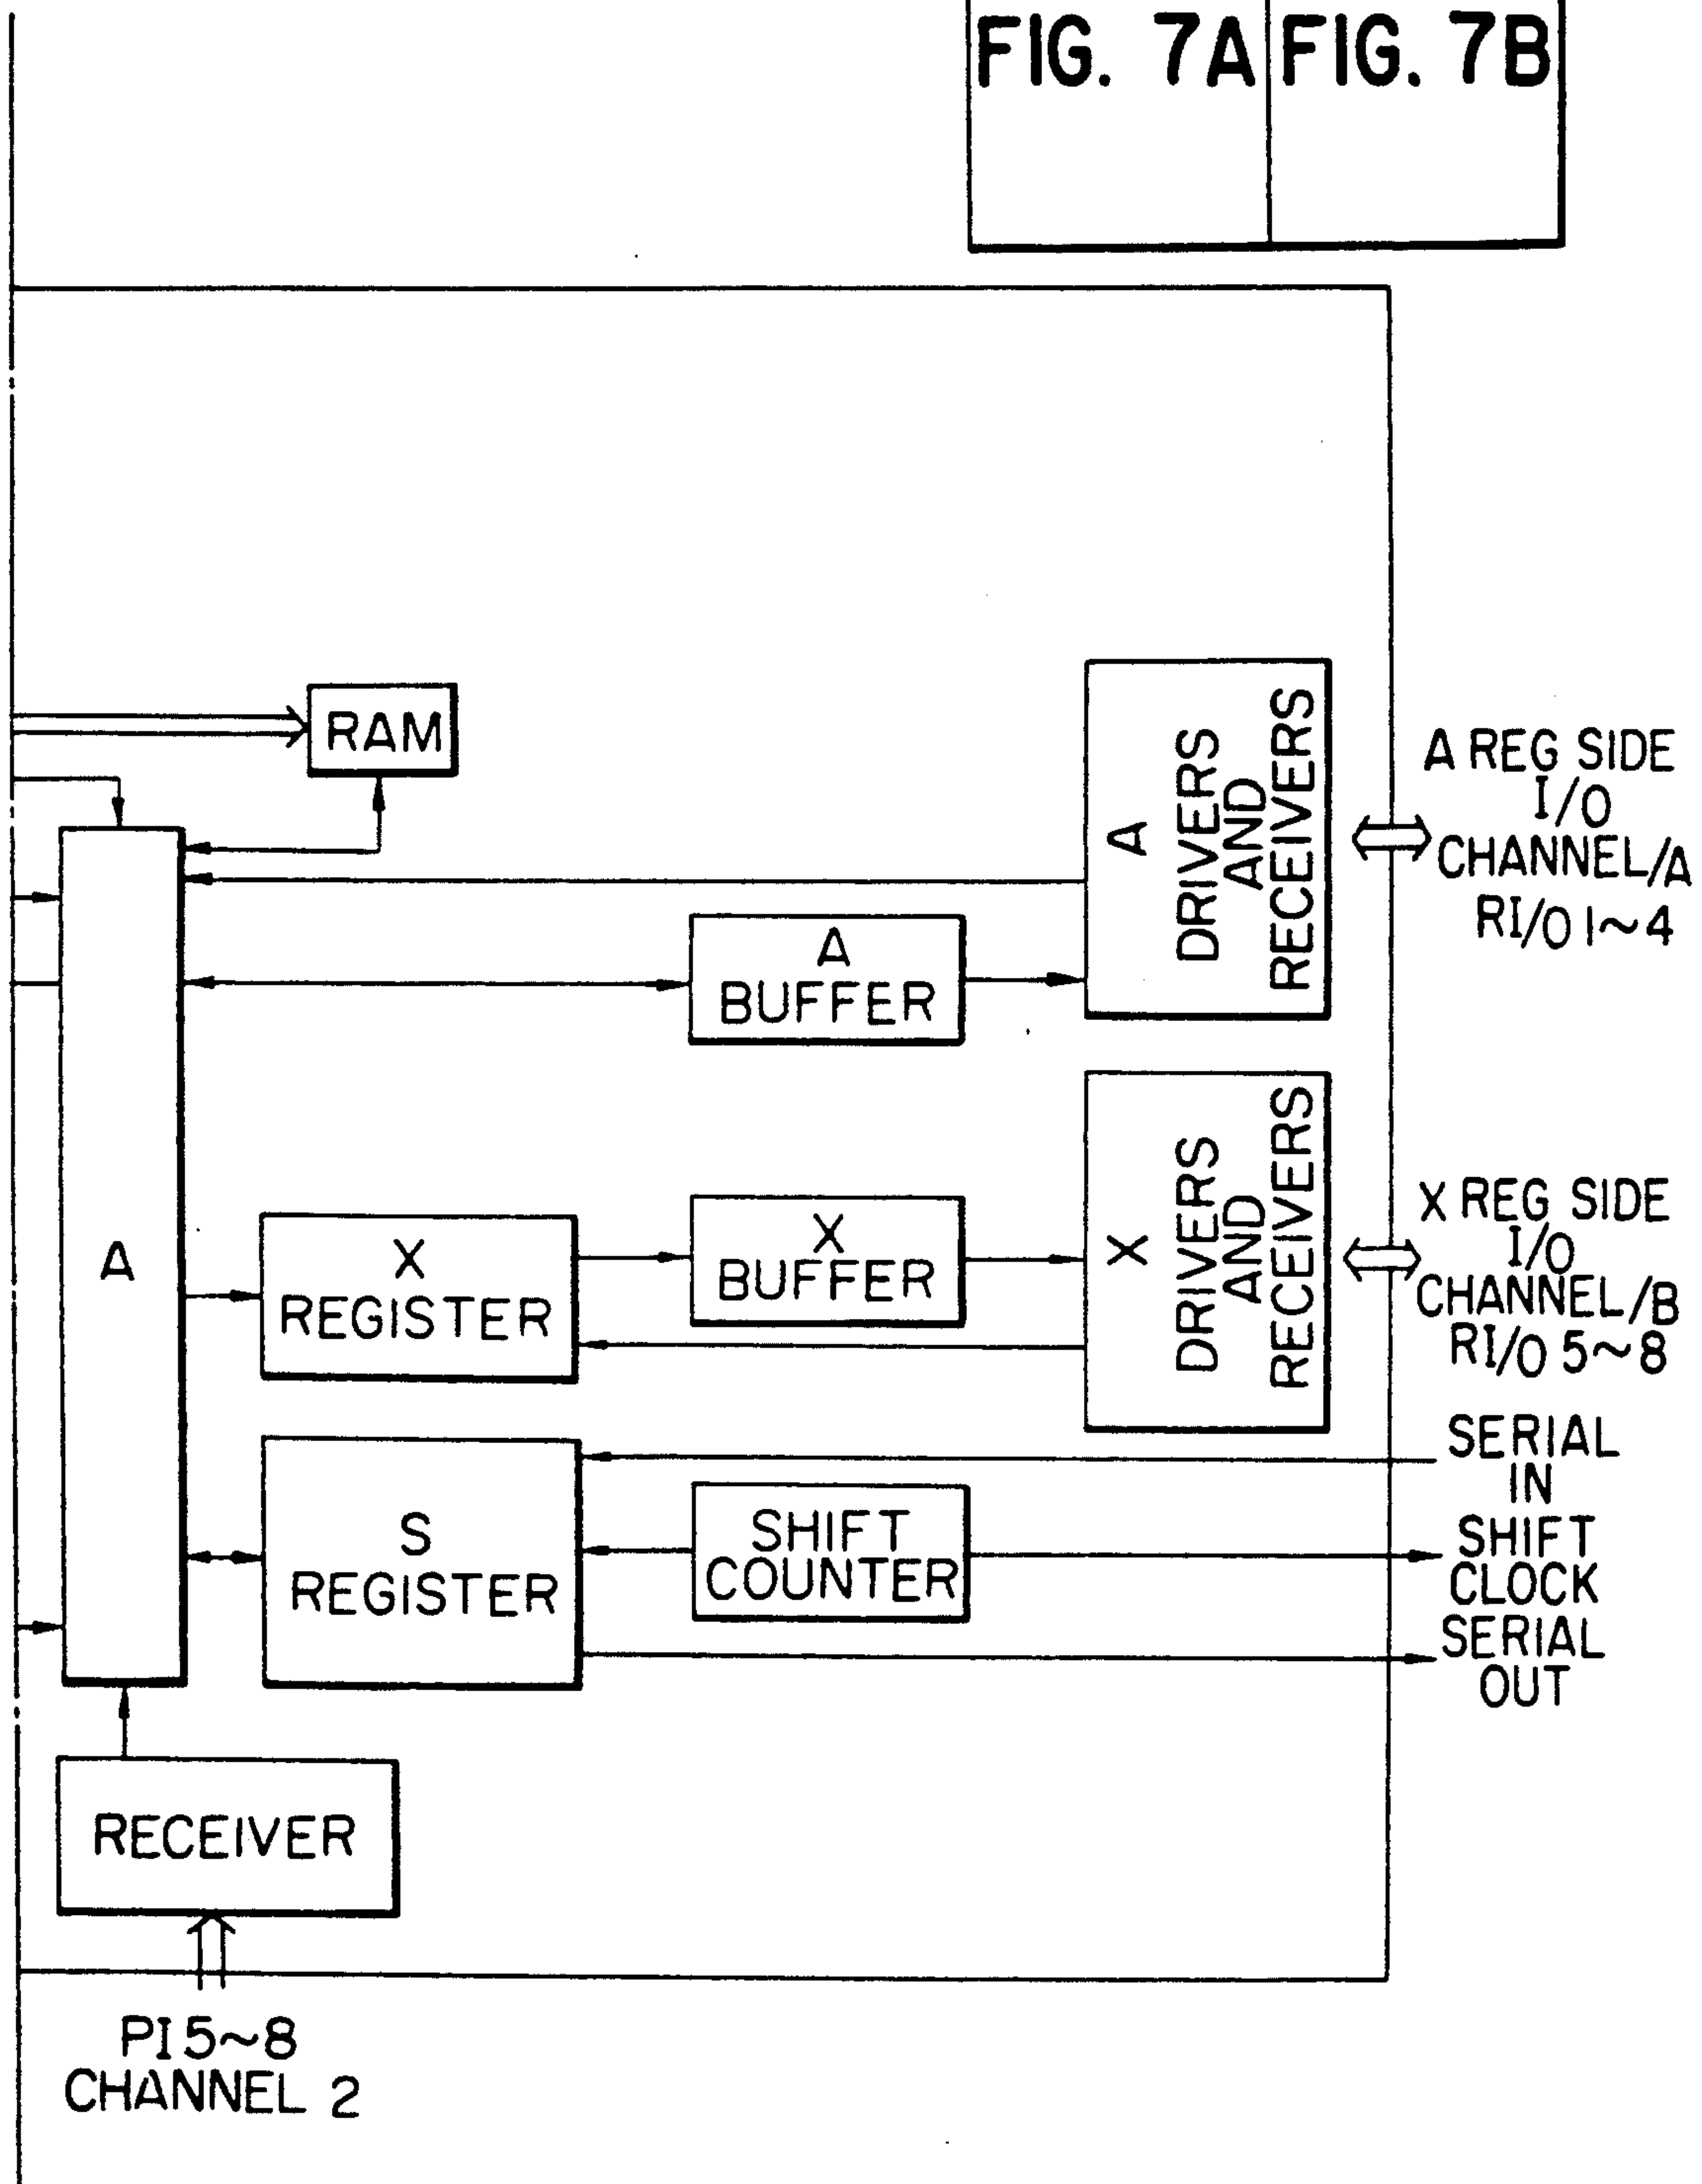 FIG. 7A
FIG. 7B
RAM
A
A
DRIVERS
AND
RECEIVERS
A REG SIDE
I/O
CHANNEL/A
RI/O 1~4
A
BUFFER
X
REGISTER
X
BUFFER
X
DRIVERS
AND
RECEIVERS
X REG SIDE
I/O
CHANNEL/B
RI/O 5~8
S
REGISTER
SHIFT
COUNTER
SERIAL
IN
SHIFT
CLOCK
SERIAL
OUT
RECEIVER
PI 5~8
CHANNEL 2